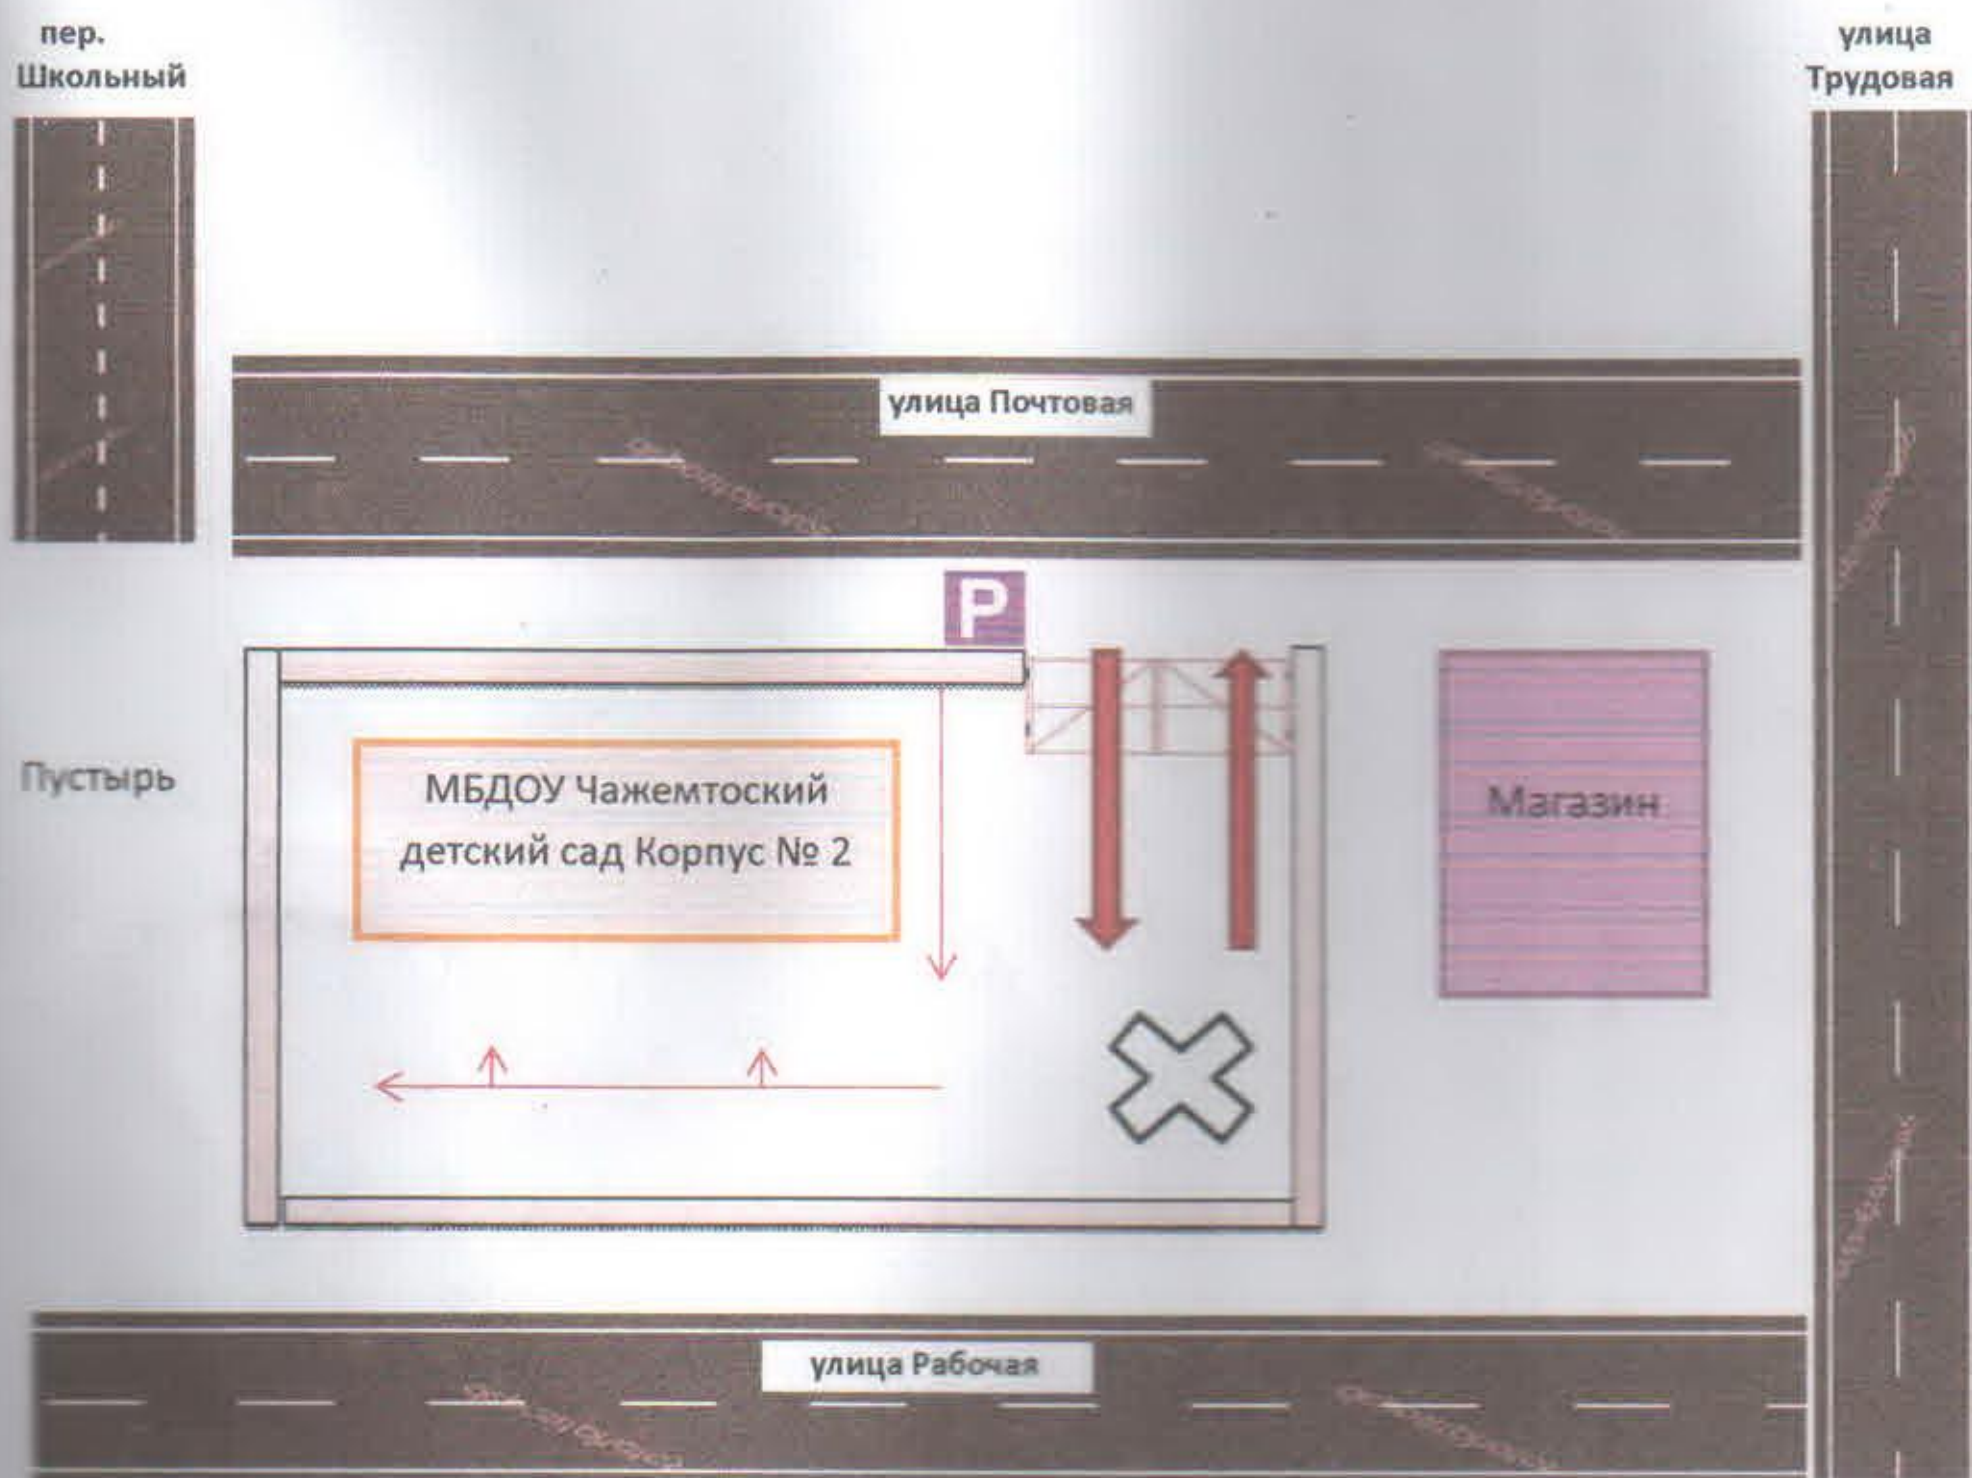 пер.
Школьный
улица
Трудовая
улица Почтовая
P
Пустырь
МБДОУ Чажемтоский
детский сад Корпус № 2
Магазин
улица Рабочая